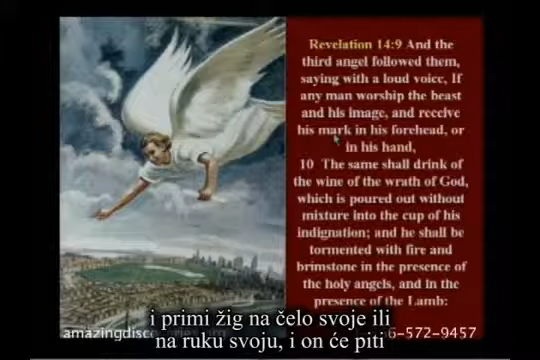 Revelation 14:9 And the
third angel followed them,
saying with a loud voice, If
any man worship the beast
and his image, and receive
his mark in his forehead, or
in his hand,
10 The same shall drink of
the wine of the wrath of God,
which is poured out without
mixture into the cup of his
indignation; and he shall be
tormented with fire and
brimstone in the presence of
the holy angels, and in the
presence of the Lamb:
i primi žig na čelo svoje ili
na ruku svoju, i on će piti
6-572-9457